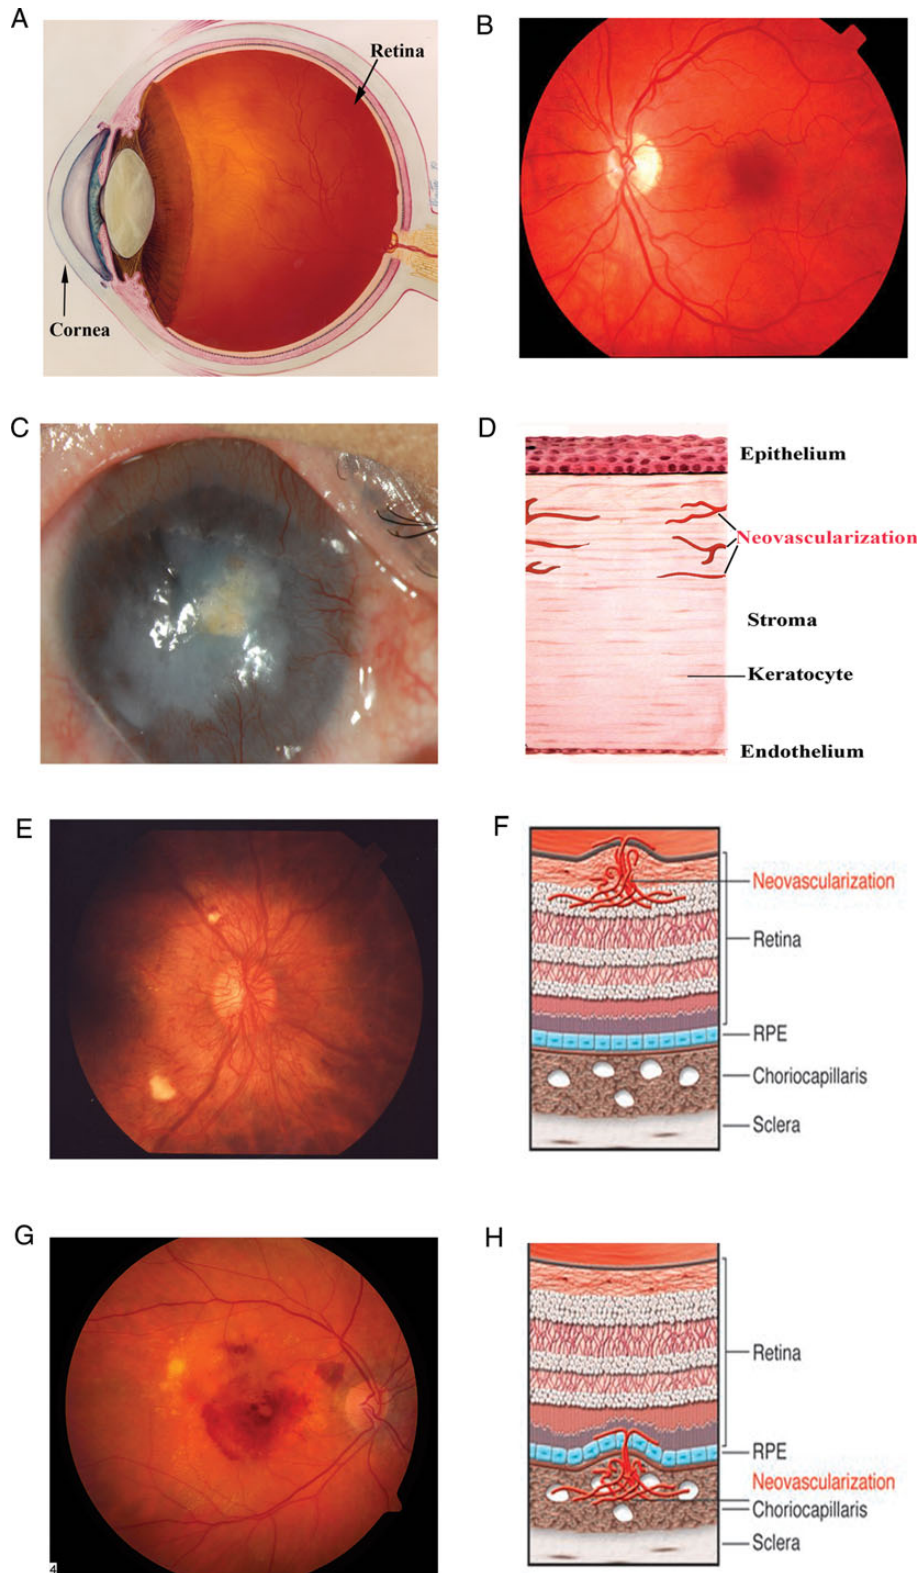 A
Retina
Cornea
B
C
D
Epithelium
Neovascularization
Stroma
Keratocyte
Endothelium
E
F
Neovascularization
Retina
RPE
Choriocapillaris
Sclera
G
4
H
Retina
RPE
Neovascularization
Choriocapillaris
Sclera